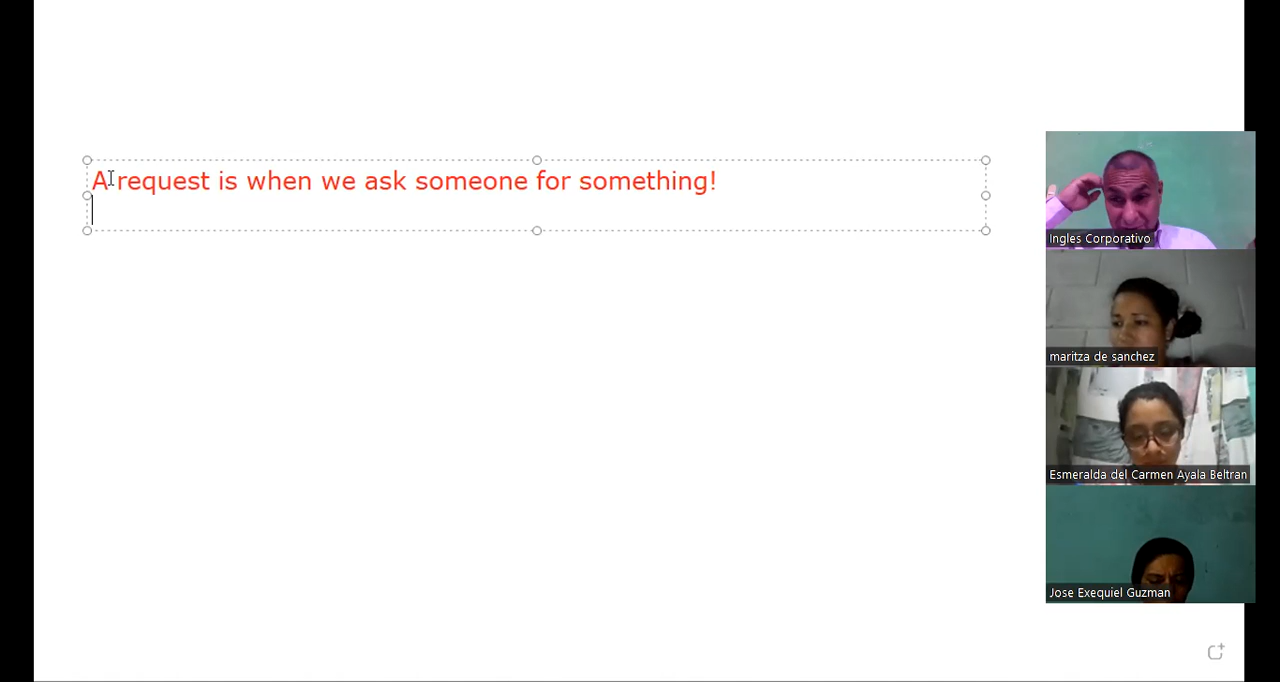 A request is when we ask someone for something!
Ingles Corporativo
maritza de sanchez
Esmeralda del Carmen Ayala Beltran
Jose Exequiel Guzman